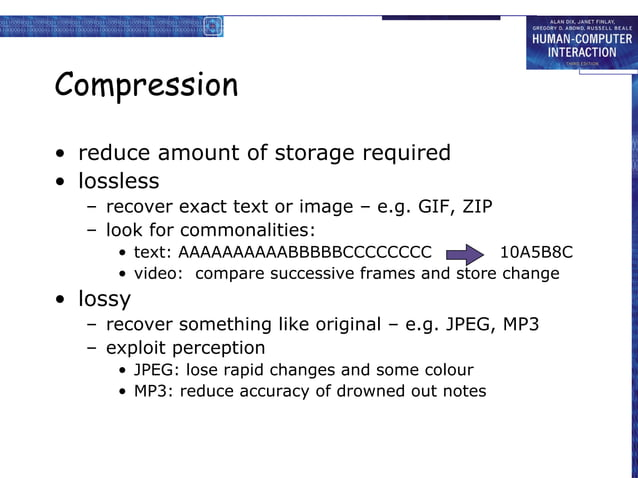 ALAN DIX, JANET FINLAY,
GREGORY D. ABOWD, RUSSELL BEALE
HUMAN-COMPUTER
INTERACTION
THIRD EDITION
Compression
• reduce amount of storage required
• lossless
– recover exact text or image – e.g. GIF, ZIP
– look for commonalities:
• text: AAAAAAAAAABBBBBCCCCCCCC 10A5B8C
• video: compare successive frames and store change
• lossy
– recover something like original – e.g. JPEG, MP3
– exploit perception
• JPEG: lose rapid changes and some colour
• MP3: reduce accuracy of drowned out notes